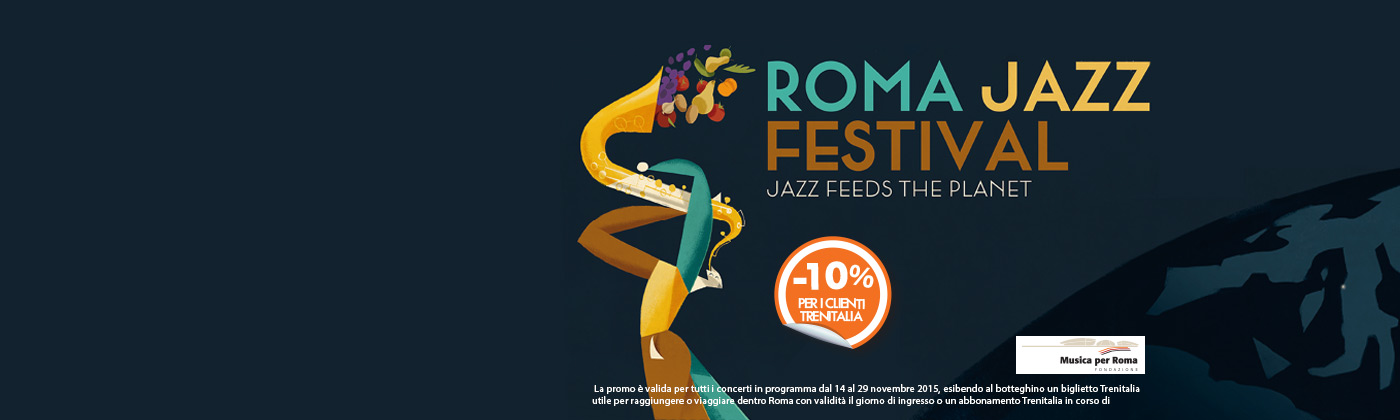 ROMA JAZZ
FESTIVAL
JAZZ FEEDS THE PLANET
-10%
PER I CLIENTI
TRENITALIA
Musica per Roma
FONDAZIONE
La promo è valida per tutti i concerti in programma dal 14 al 29 novembre 2015, esibendo al botteghino un biglietto Trenitalia
utile per raggiungere o viaggiare dentro Roma con validità il giorno di ingresso o un abbonamento Trenitalia in corso di